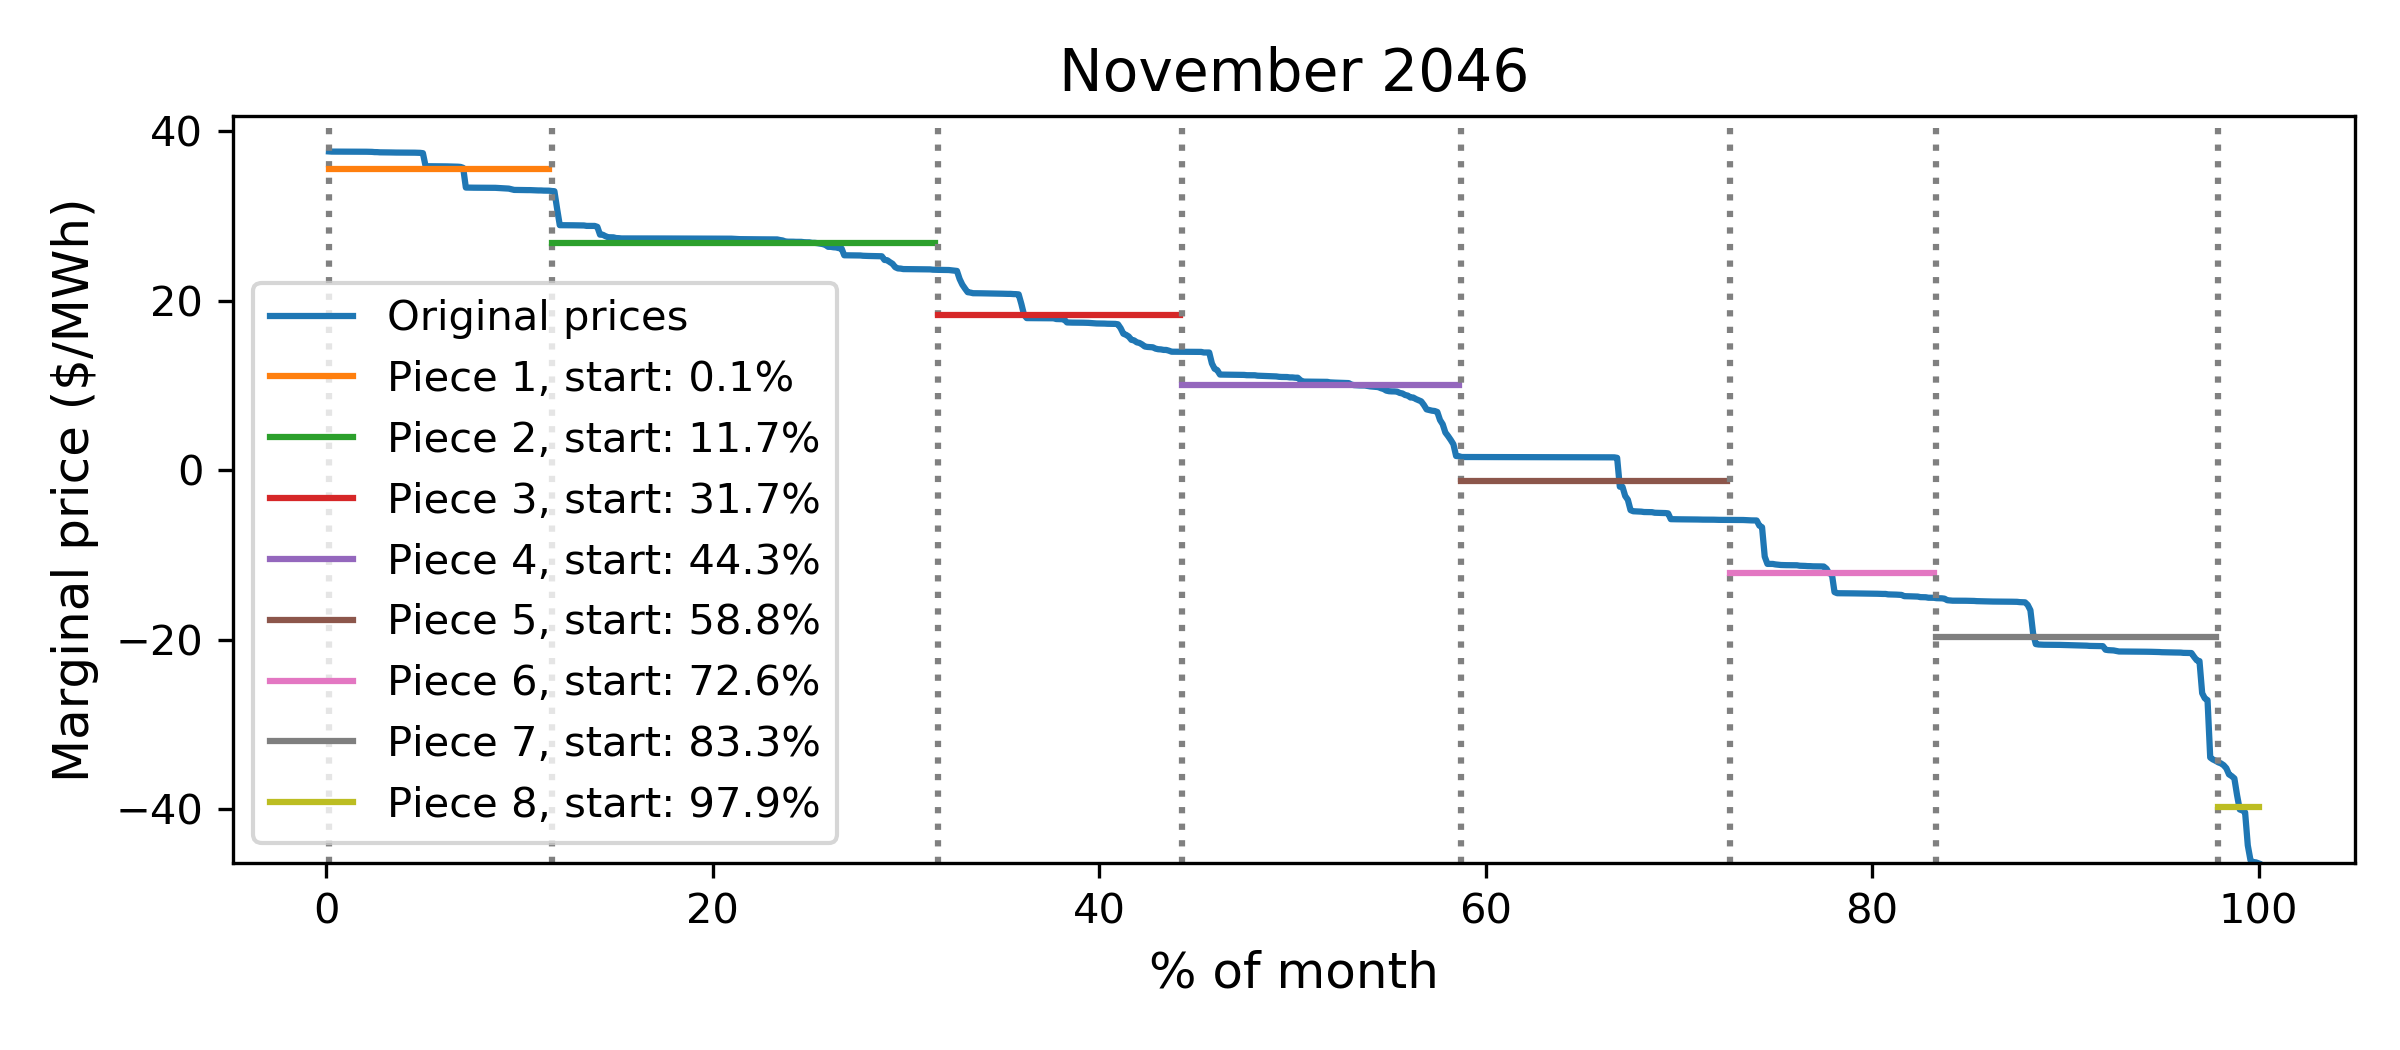 November 2046
Marginal price ($/MWh)
40
20
0
−20
−40
Original prices
Piece 1, start: 0.1%
Piece 2, start: 11.7%
Piece 3, start: 31.7%
Piece 4, start: 44.3%
Piece 5, start: 58.8%
Piece 6, start: 72.6%
Piece 7, start: 83.3%
Piece 8, start: 97.9%
0 20 40 60 80 100
% of month